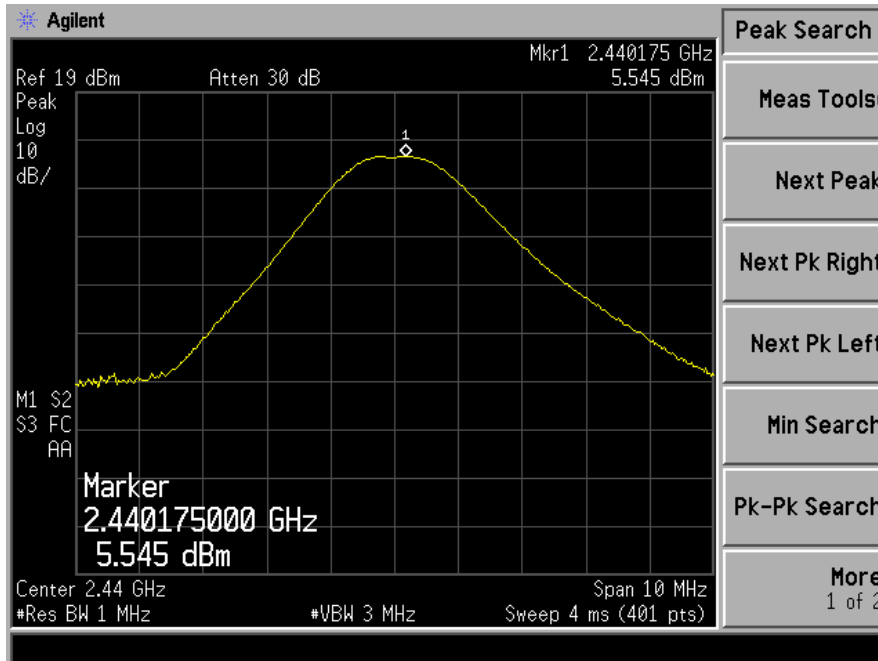 Agilent
Mkr1 2.440175 GHz
Ref 19 dBm Atten 30 dB 5.545 dBm
Peak
Log
10
dB/
1
M1 S2
S3 FC
AA
Marker
2.440175000 GHz
5.545 dBm
Center 2.44 GHz Span 10 MHz
#Res BW 1 MHz #VBW 3 MHz Sweep 4 ms (401 pts)
Peak Search
Meas Tools
Next Peak
Next Pk Right
Next Pk Left
Min Search
Pk-Pk Search
More
1 of 2